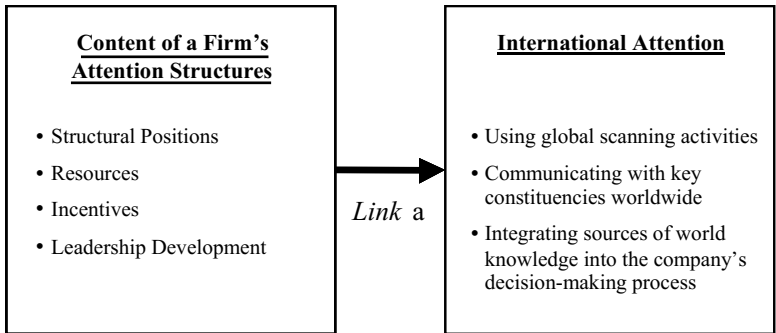 Content of a Firm's
Attention Structures
• Structural Positions
• Resources
• Incentives
• Leadership Development
Link a
International Attention
• Using global scanning activities
• Communicating with key
constituencies worldwide
• Integrating sources of world
knowledge into the company's
decision-making process